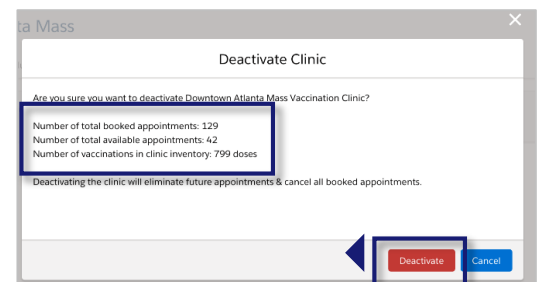 ta Mass
Deactivate Clinic
Are you sure you want to deactivate Downtown Atlanta Mass Vaccination Clinic?
Number of total booked appointments: 129
Number of total available appointments: 42
Number of vaccinations in clinic inventory: 799 doses
Deactivating the clinic will eliminate future appointments & cancel all booked appointments.
Deactivate Cancel